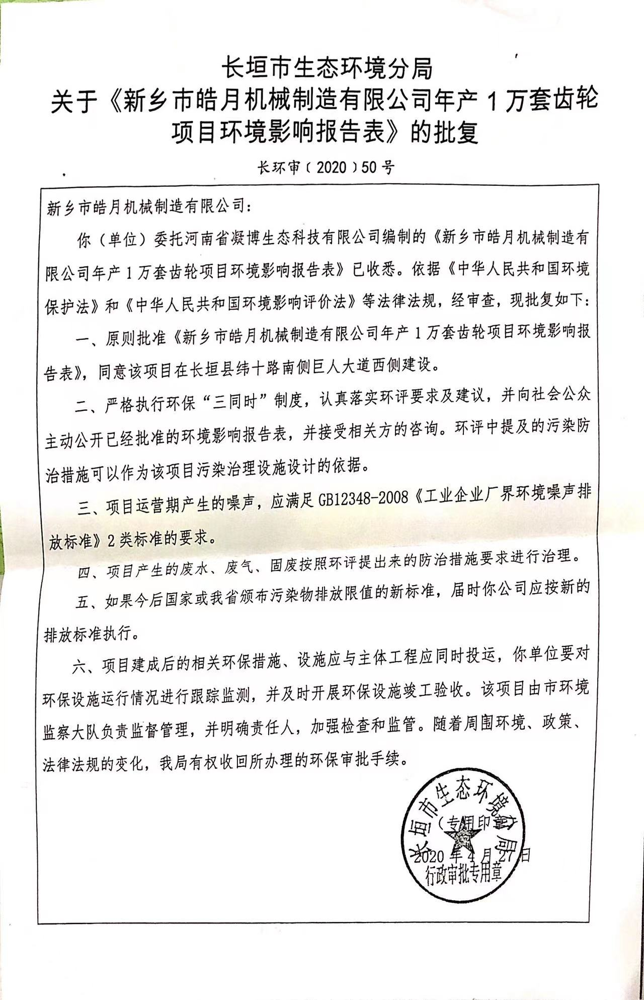 长垣市生态环境分局
关于《新乡市皓月机械制造有限公司年产1万套齿轮
项目环境影响报告表》的批复
长环审﹝2020﹞50号
新乡市皓月机械制造有限公司：
你（单位）委托河南省凝博生态科技有限公司编制的《新乡市皓月机械制造有
限公司年产1万套齿轮项目环境影响报告表》已收悉。依据《中华人民共和国环境
保护法》和《中华人民共和国环境影响评价法》等法律法规，经审查，现批复如下：
一、原则批准《新乡市皓月机械制造有限公司年产1万套齿轮项目环境影响报
告表》，同意该项目在长垣县纬十路南侧巨人大道西侧建设。
二、严格执行环保“三同时”制度，认真落实环评要求及建议，并向社会公众
主动公开已经批准的环境影响报告表，并接受相关方的咨询。环评中提及的污染防
治措施可以作为该项目污染治理设施设计的依据。
三、项目运营期产生的噪声，应满足GB12348-2008《工业企业厂界环境噪声排
放标准》2类标准的要求。
四、项目产生的废水、废气、固废按照环评提出来的防治措施要求进行治理。
五、如果今后国家或我省颁布污染物排放限值的新标准，届时你公司应按新的
排放标准执行。
六、项目建成后的相关环保措施、设施应与主体工程应同时投运，你单位要对
环保设施运行情况进行跟踪监测，并及时开展环保设施竣工验收。该项目由市环境
监察大队负责监督管理，并明确责任人，加强检查和监管。随着周围环境、政策、
法律法规的变化，我局有权收回所办理的环保审批手续。
长垣市生态环境分局
（专用印章）
2020年4月27日
行政审批专用章